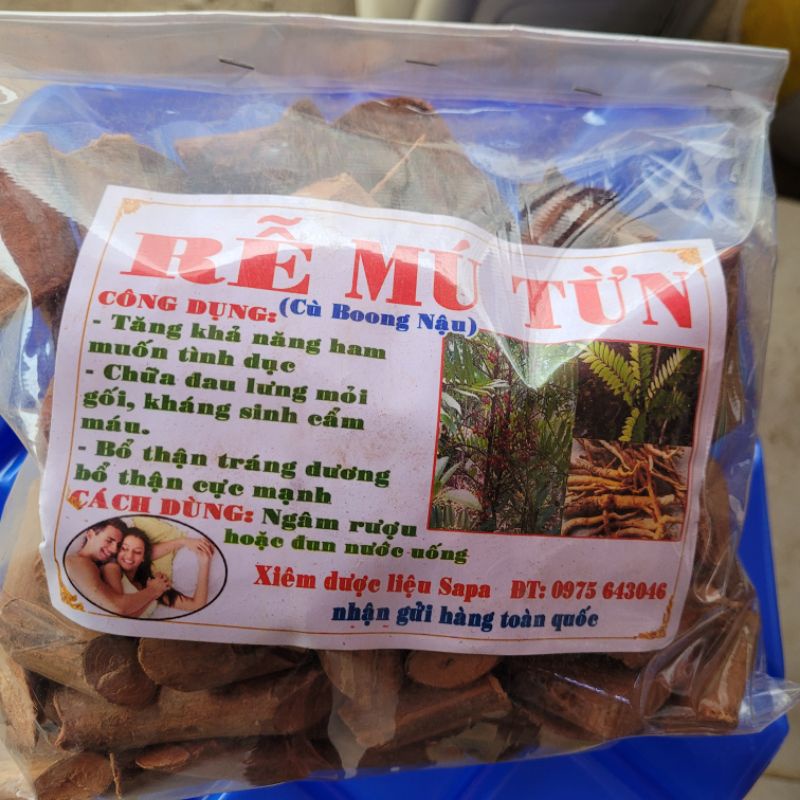 RỄ MÚ TỪN
(Cù Boong Nậu)
CÔNG DỤNG:
- Tăng khả năng ham
muốn tình dục
- Chữa đau lưng mỏi
gối, kháng sinh cẩm
máu.
- Bổ thận tráng dương
bổ thận cực mạnh
CÁCH DÙNG: Ngâm rượu
hoặc đun nước uống
Xiêm dược liệu Sapa ĐT: 0975 643046
nhận gửi hàng toàn quốc